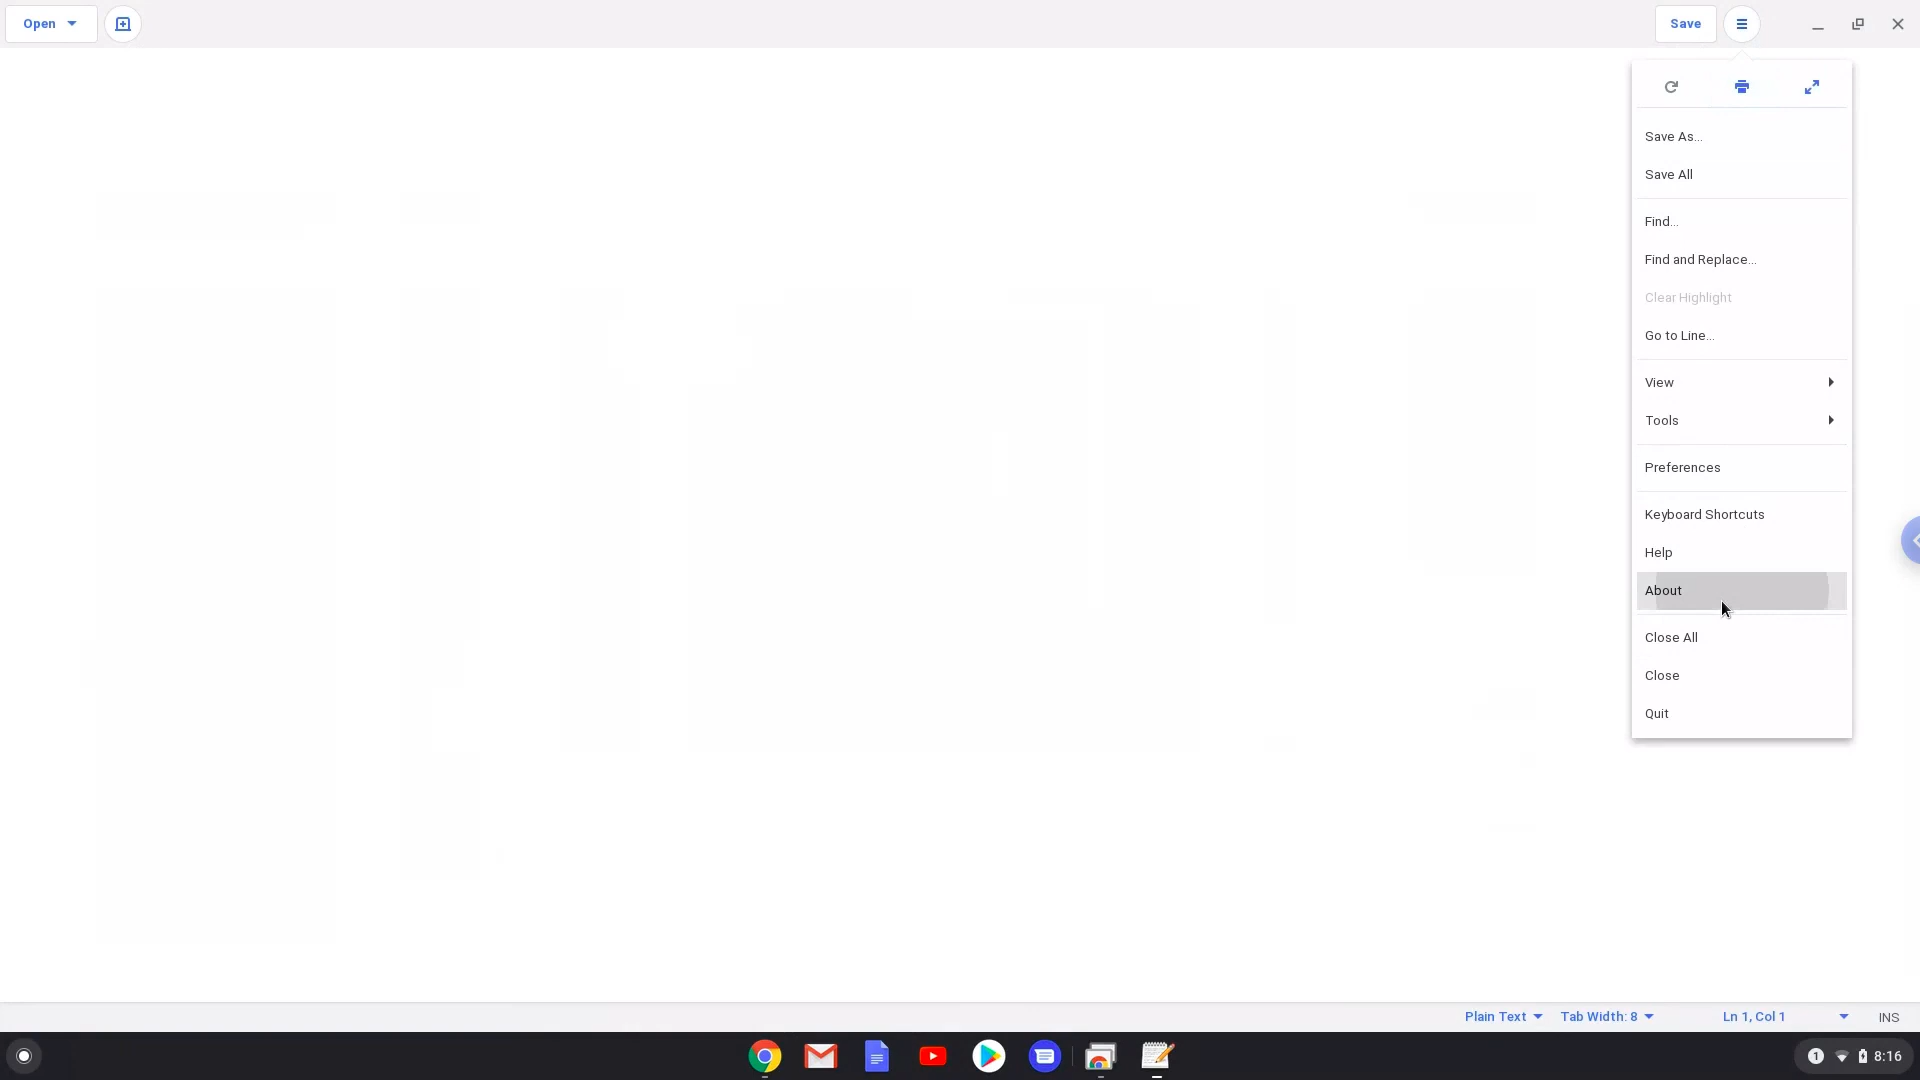 Open
Save
Save As...
Save All
Find...
Find and Replace...
Clear Highlight
Go to Line...
View
Tools
Preferences
Keyboard Shortcuts
Help
About
Close All
Close
Quit
Plain Text Tab Width: 8 Ln 1, Col 1 INS
1 8:16